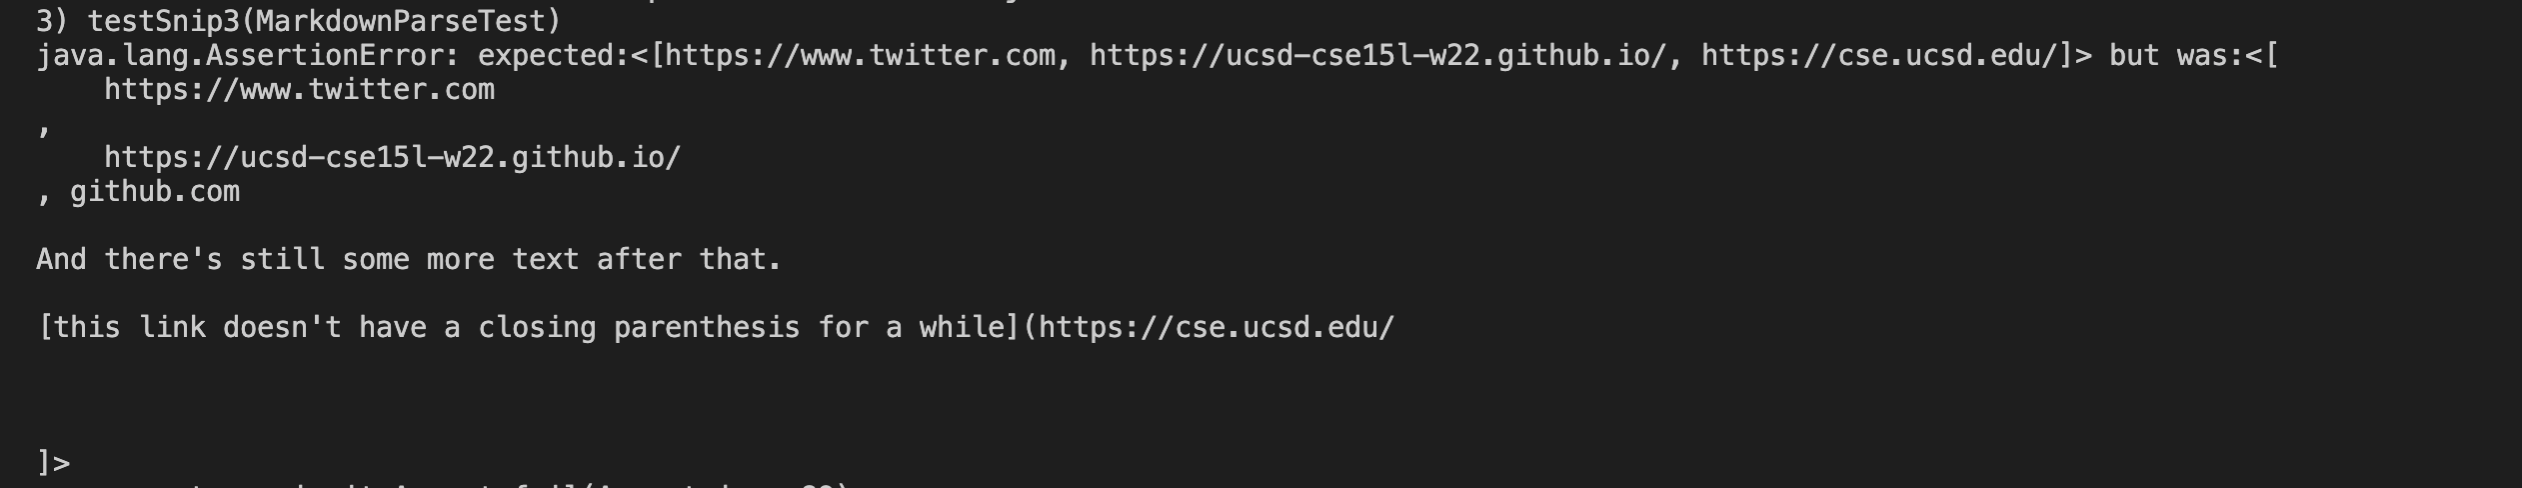 3) testSnip3(MarkdownParseTest)
java.lang.AssertionError: expected:<[https://www.twitter.com, https://ucsd-cse15l-w22.github.io/, https://cse.ucsd.edu/]> but was:<[
    https://www.twitter.com
,
    https://ucsd-cse15l-w22.github.io/
, github.com
And there's still some more text after that.
[this link doesn't have a closing parenthesis for a while](https://cse.ucsd.edu/
]>